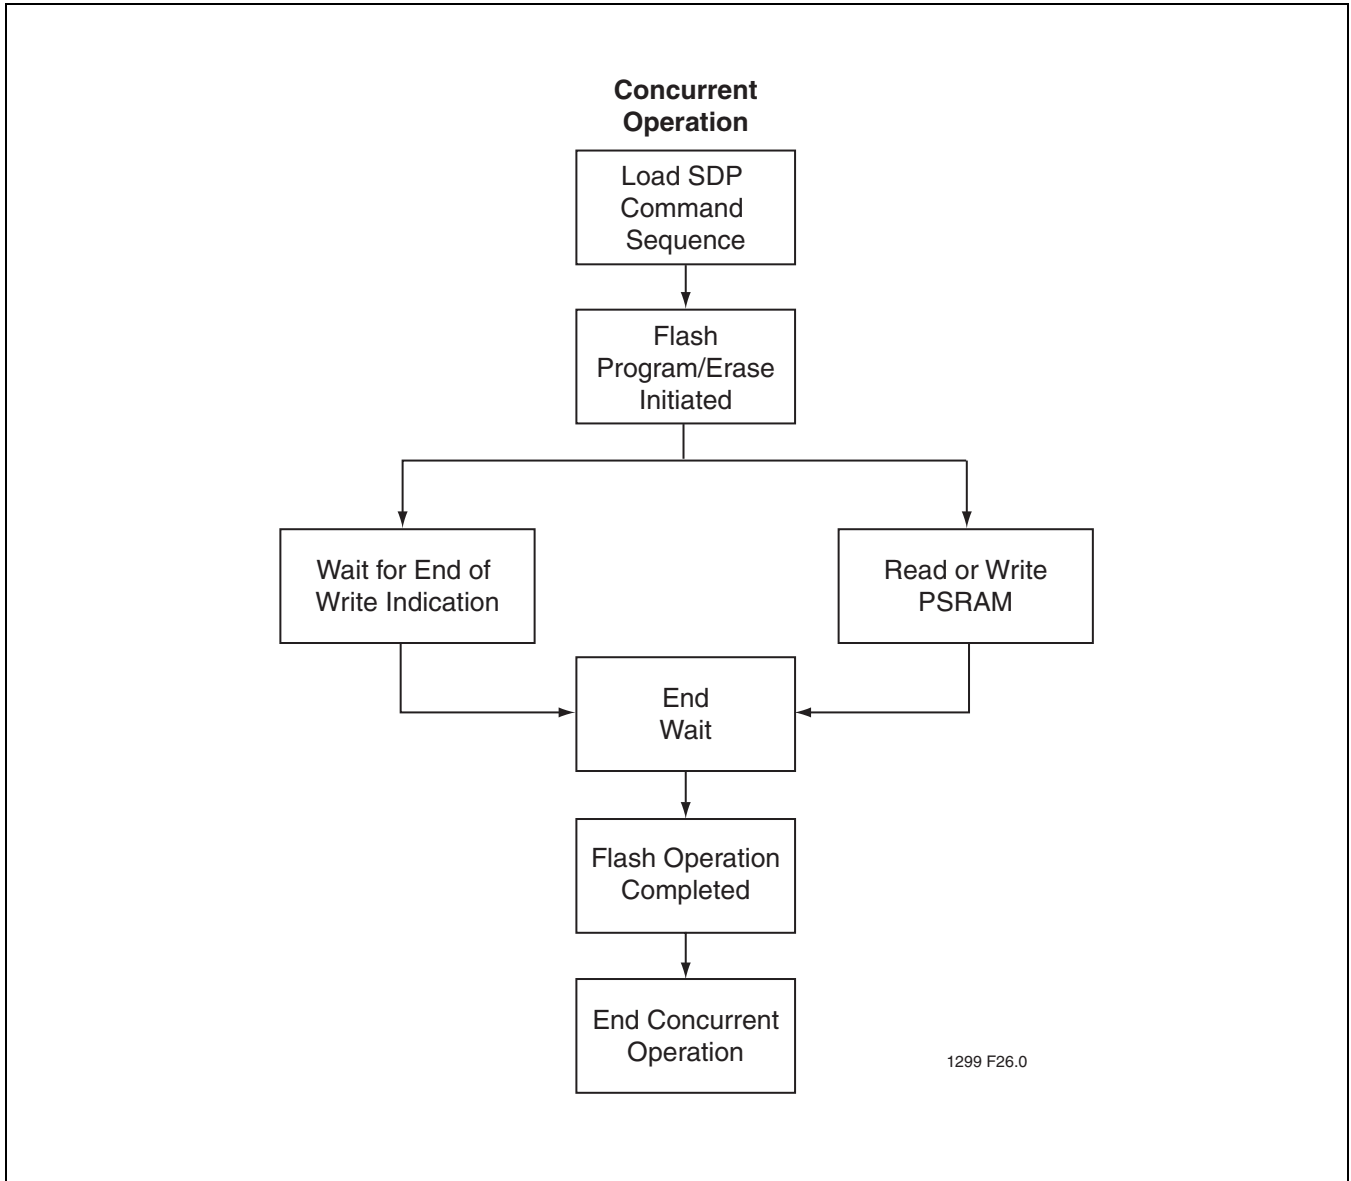 Concurrent
Operation
Load SDP
Command
Sequence
Flash
Program/Erase
Initiated
Wait for End of
Write Indication
Read or Write
PSRAM
End
Wait
Flash Operation
Completed
End Concurrent
Operation
1299 F26.0